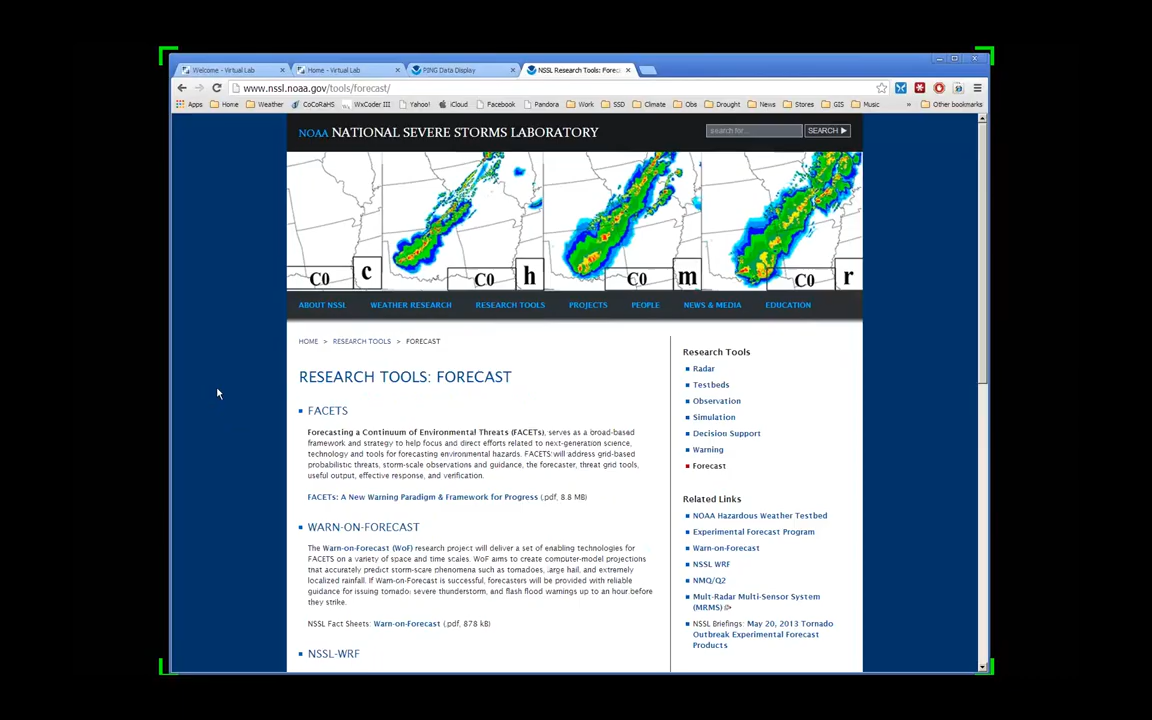 Welcome - Virtual Lab
Home - Virtual Lab
PING Data Display
NSSL Research Tools: Forec
www.nssl.noaa.gov/tools/forecast/
Apps Home Weather CoCoRaHS WxCoder III Yahoo! iCloud Facebook Pandora Work SSD Climate Obs Drought News Stores GIS Music » Other bookmarks
NOAA NATIONAL SEVERE STORMS LABORATORY
search for...
SEARCH
C0 c C0 h C0 m C0 r
ABOUT NSSL WEATHER RESEARCH RESEARCH TOOLS PROJECTS PEOPLE NEWS & MEDIA EDUCATION
HOME > RESEARCH TOOLS > FORECAST
RESEARCH TOOLS: FORECAST
FACETS
Forecasting a Continuum of Environmental Threats (FACETs), serves as a broad-based
framework and strategy to help focus and direct efforts related to next-generation science,
technology and tools for forecasting environmental hazards. FACETS will address grid-based
probabilistic threats, storm-scale observations and guidance, the forecaster, threat grid tools,
useful output, effective response, and verification.
FACETs: A New Warning Paradigm & Framework for Progress (.pdf, 8.8 MB)
WARN-ON-FORECAST
The Warn-on-Forecast (WoF) research project will deliver a set of enabling technologies for
FACETS on a variety of space and time scales. WoF aims to create computer-model projections
that accurately predict storm-scale phenomena such as tornadoes, large hail, and extremely
localized rainfall. If Warn-on-Forecast is successful, forecasters will be provided with reliable
guidance for issuing tornado, severe thunderstorm, and flash flood warnings up to an hour before
they strike.
NSSL Fact Sheets: Warn-on-Forecast (.pdf, 878 kB)
NSSL-WRF
Research Tools
Radar
Testbeds
Observation
Simulation
Decision Support
Warning
Forecast
Related Links
NOAA Hazardous Weather Testbed
Experimental Forecast Program
Warn-on-Forecast
NSSL WRF
NMQ/Q2
Mult-Radar Multi-Sensor System
(MRMS)
NSSL Briefings: May 20, 2013 Tornado
Outbreak Experimental Forecast
Products